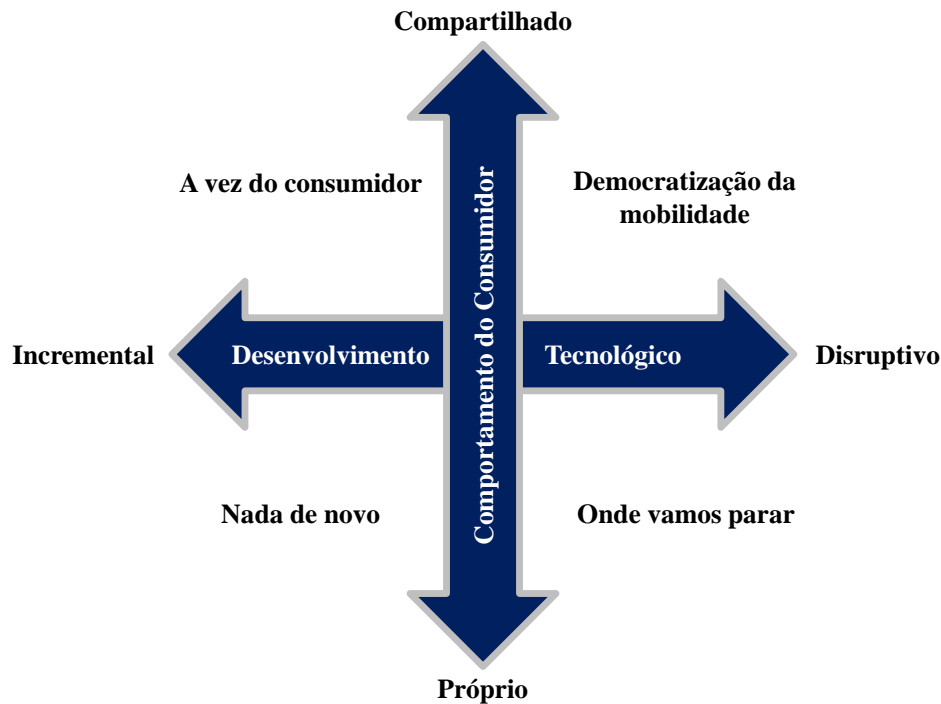 Compartilhado
A vez do consumidor
Democratização da
mobilidade
Comportamento do Consumidor
Incremental
Desenvolvimento
Tecnológico
Disruptivo
Nada de novo
Onde vamos parar
Próprio